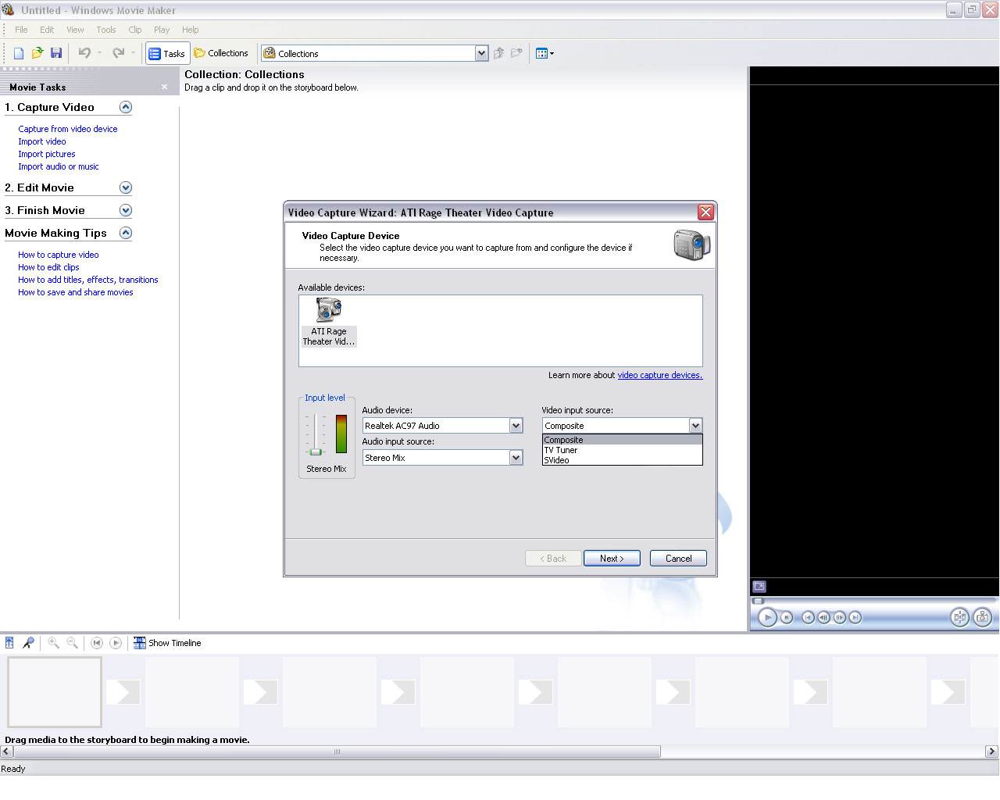 Untitled - Windows Movie Maker
File Edit View Tools Clip Play Help
Tasks Collections Collections
Movie Tasks
1. Capture Video
Capture from video device
Import video
Import pictures
Import audio or music
2. Edit Movie
3. Finish Movie
Movie Making Tips
How to capture video
How to edit clips
How to add titles, effects, transitions
How to save and share movies
Collection: Collections
Drag a clip and drop it on the storyboard below.
Video Capture Wizard: ATI Rage Theater Video Capture
Video Capture Device
Select the video capture device you want to capture from and configure the device if
necessary.
Available devices:
ATI Rage
Theater Vid...
Learn more about video capture devices.
Input level
Stereo Mix
Audio device:
Realtek AC97 Audio
Audio input source:
Stereo Mix
Video input source:
Composite
Composite
TV Tuner
SVideo
< Back Next > Cancel
Show Timeline
Drag media to the storyboard to begin making a movie.
Ready